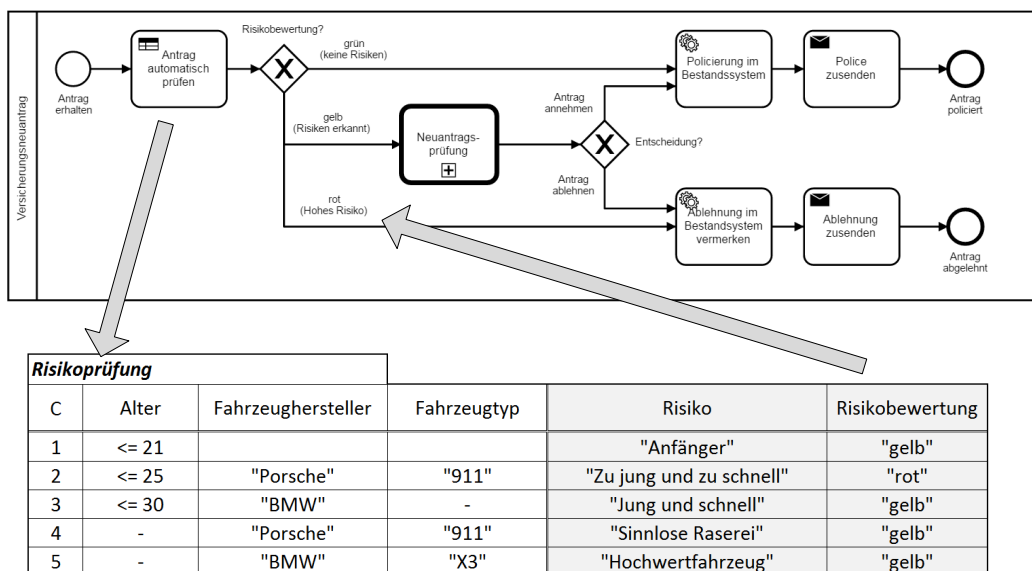 Versicherungsneuantrag
Antrag
erhalten
Antrag
automatisch
prüfen
Risikobewertung?
grün
(keine Risiken)
gelb
(Risiken erkannt)
rot
(Hohes Risiko)
Neuantrags-
prüfung
Antrag
annehmen
Entscheidung?
Antrag
ablehnen
Policierung im
Bestandssystem
Police
zusenden
Antrag
policiert
Ablehnung im
Bestandsystem
vermerken
Ablehnung
zusenden
Antrag
abgelehnt
Risikoprüfung
C Alter Fahrzeughersteller Fahrzeugtyp Risiko Risikobewertung
1 <= 21 "Anfänger" "gelb"
2 <= 25 "Porsche" "911" "Zu jung und zu schnell" "rot"
3 <= 30 "BMW" - "Jung und schnell" "gelb"
4 - "Porsche" "911" "Sinnlose Raserei" "gelb"
5 - "BMW" "X3" "Hochwertfahrzeug" "gelb"